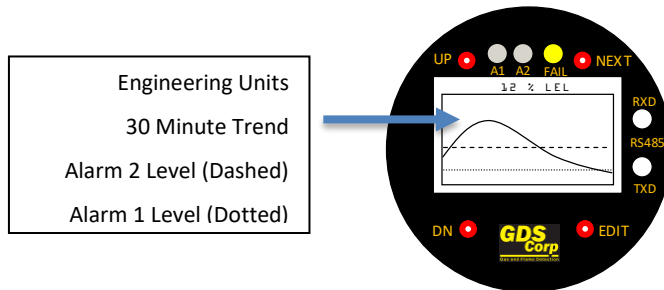 Engineering Units
30 Minute Trend
Alarm 2 Level (Dashed)
Alarm 1 Level (Dotted)
UP
A1 A2 FAIL
NEXT
12 % LEL
RXD
RS485
TXD
DN
GDS
Corp
Gas and Flame Detection
EDIT